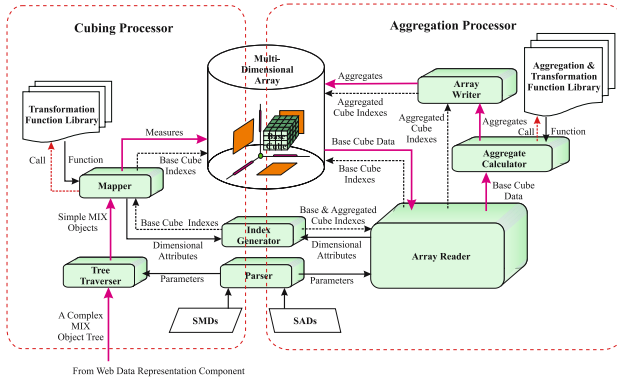 Cubing Processor
Aggregation Processor
Multi-
Dimensional
Array
Transformation
Function Library
Aggregation &
Transformation
Function Library
Aggregates
Array
Writer
Aggregated
Cube Indexes
Aggregated
Cube Indexes
Aggregates
Call
Function
Measures
Base
Cube
Base Cube Data
Call
Function
Mapper
Base Cube
Indexes
Base Cube
Indexes
Aggregate
Calculator
Base Cube
Data
Simple MIX
Objects
Base Cube Indexes
Index
Generator
Base & Aggregated
Cube Indexes
Dimensional
Attributes
Dimensional
Attributes
Array Reader
Tree
Traverser
Parameters
Parser
Parameters
A Complex
MIX
Object Tree
SMDs
SADs
From Web Data Representation Component